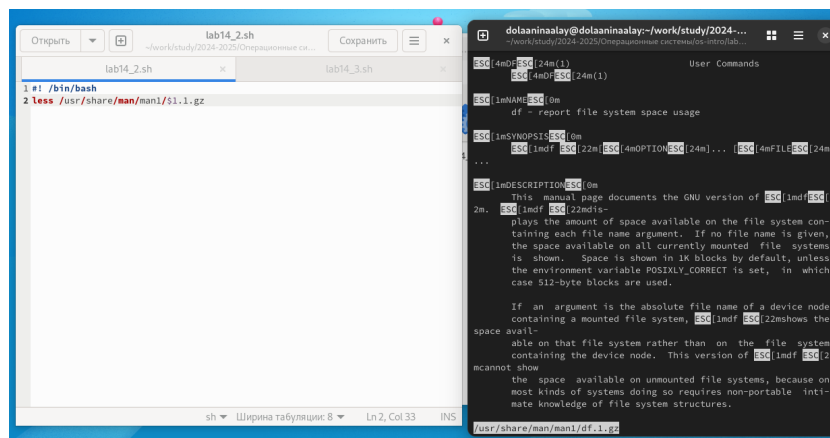 Открыть
lab14_2.sh
~/work/study/2024-2025/Операционные си...
Сохранить
lab14_2.sh
lab14_3.sh
1 #! /bin/bash
2 less /usr/share/man/man1/$1.1.gz
sh
Ширина табуляции: 8
Ln 2, Col 33
INS
dolaaninaalay@dolaaninaalay:~/work/study/2024-...
~/work/study/2024-2025/Операционные системы/os-intro/lab...
ESC[4mDFESC[24m(1) User Commands
ESC[4mDFESC[24m(1)
ESC[1mNAMEESC[0m
df - report file system space usage
ESC[1mSYNOPSISESC[0m
ESC[1mdf ESC[22m[ESC[4mOPTIONESC[24m]... [ESC[4mFILEESC[24m
...
ESC[1mDESCRIPTIONESC[0m
This manual page documents the GNU version of ESC[1mdfESC[
2m. ESC[1mdf ESC[22mdis-
plays the amount of space available on the file system con-
taining each file name argument. If no file name is given,
the space available on all currently mounted file systems
is shown. Space is shown in 1K blocks by default, unless
the environment variable POSIXLY_CORRECT is set, in which
case 512-byte blocks are used.
If an argument is the absolute file name of a device node
containing a mounted file system, ESC[1mdf ESC[22mshows the
space avail-
able on that file system rather than on the file system
containing the device node. This version of ESC[1mdf ESC[2
mcannot show
the space available on unmounted file systems, because on
most kinds of systems doing so requires non-portable inti-
mate knowledge of file system structures.
/usr/share/man/man1/df.1.gz